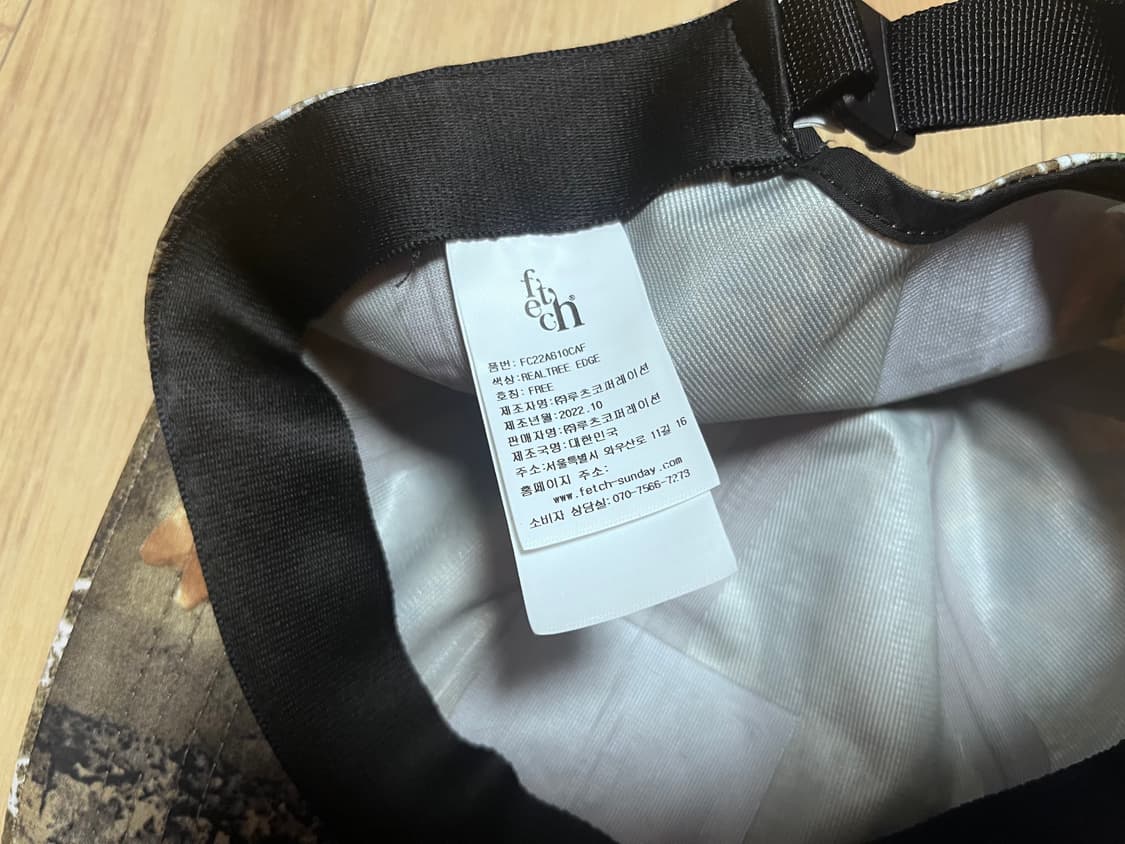 fetch®
품번: FC22AG10CAF
색상: REALTREE EDGE
호칭: FREE
제조자명:㈜루츠코퍼레이션
제조년월:2022.10
판매자명:㈜루츠코퍼레이션
제조국명:대한민국
주소:서울특별시 와우산로 11길 16
홈페이지 주소:
www.fetch-sunday.com
소비자 상담실: 070-7566-7273